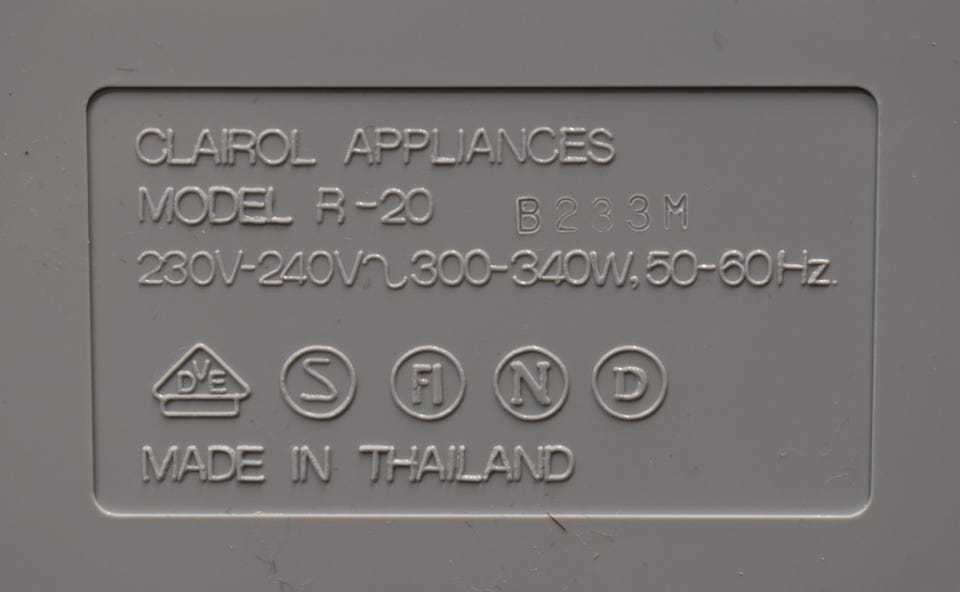 CLAIROL APPLIANCES
MODEL R-20 B233M
230V-240V~300-340W, 50-60Hz.
DVE S FI N D
MADE IN THAILAND